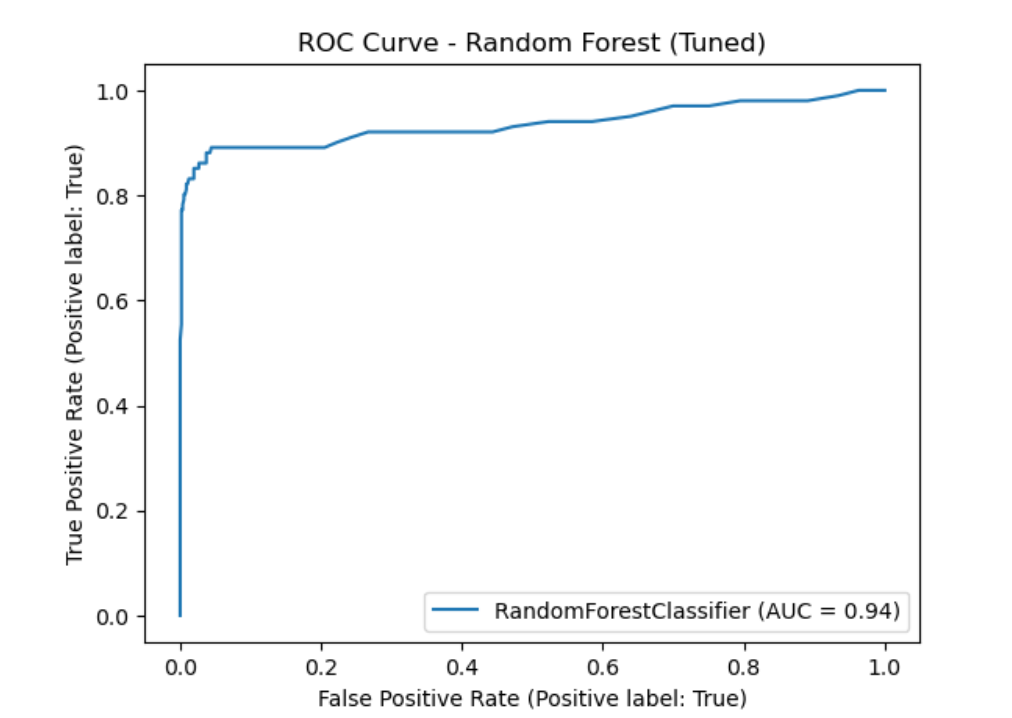 ROC Curve - Random Forest (Tuned)
True Positive Rate (Positive label: True)
1.0
0.8
0.6
0.4
0.2
0.0
RandomForestClassifier (AUC = 0.94)
0.0 0.2 0.4 0.6 0.8 1.0
False Positive Rate (Positive label: True)